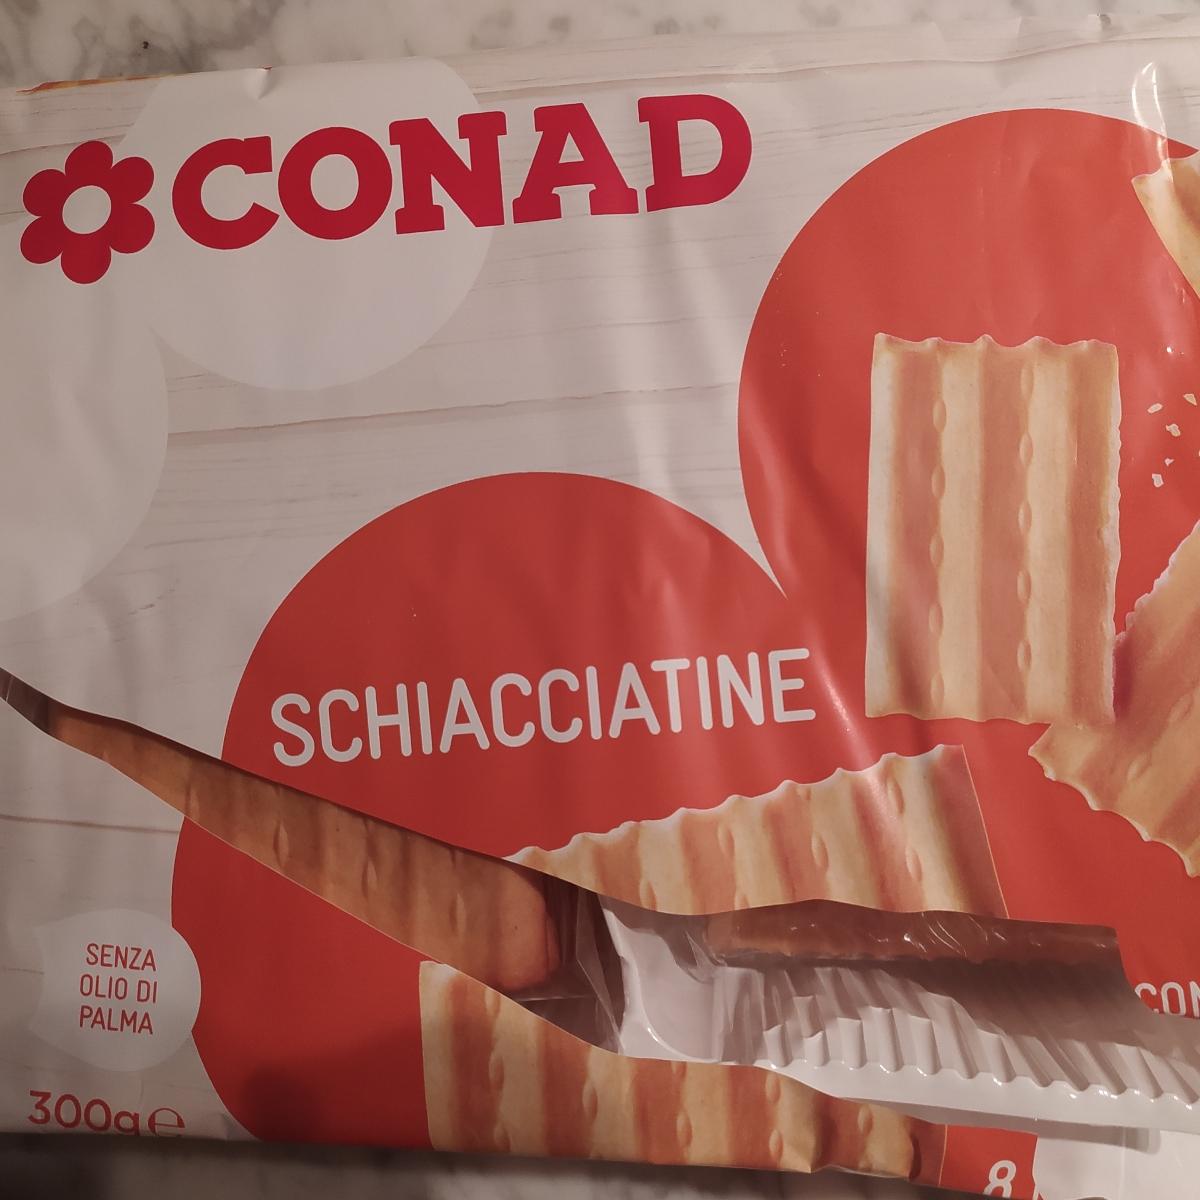 CONAD
SCHIACCIATINE
SENZA
OLIO DI
PALMA
300g e
8